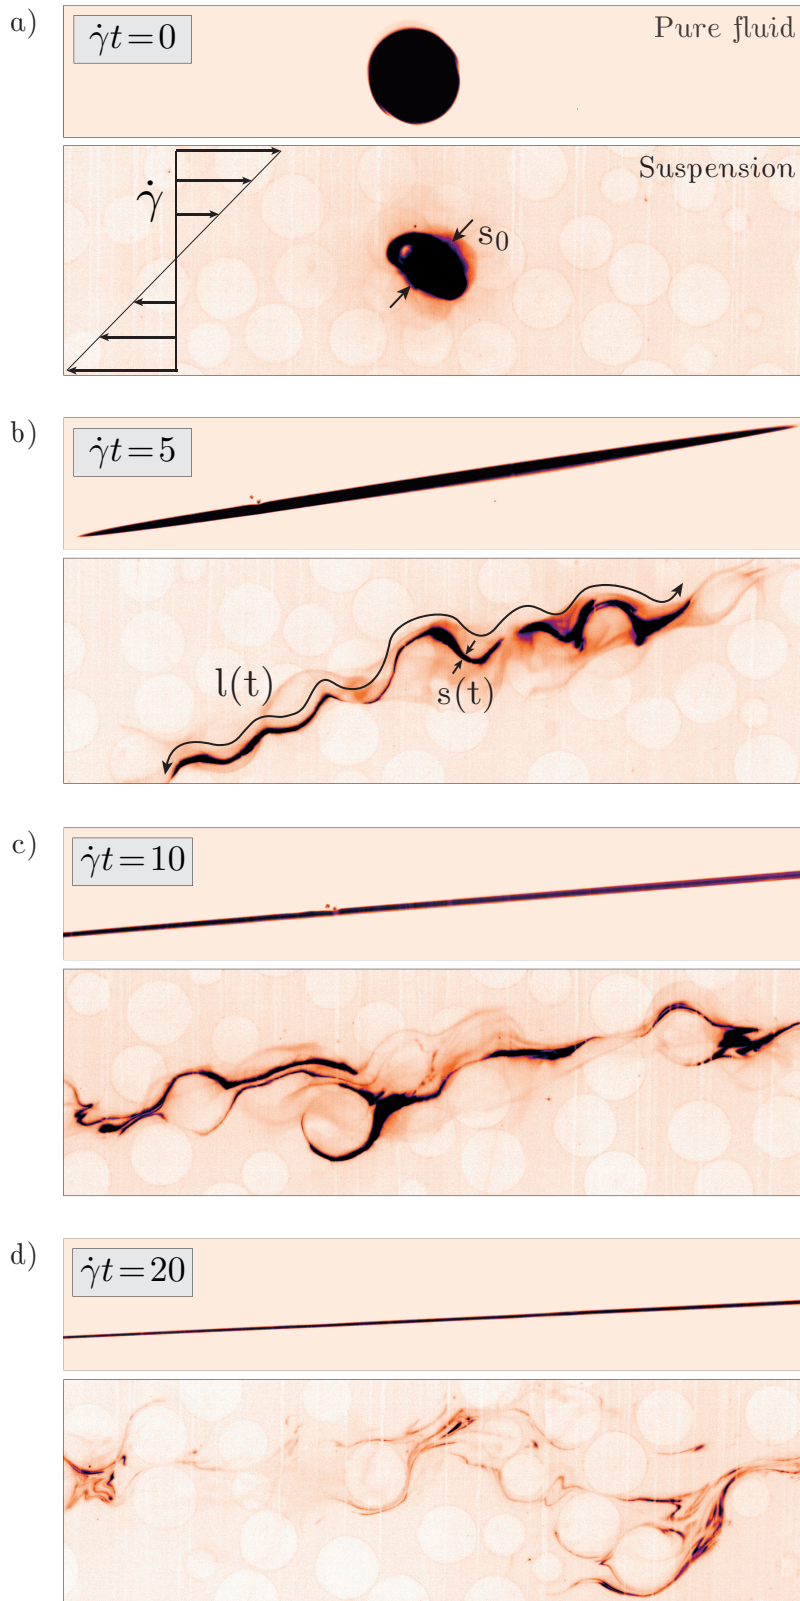 a)
γ̇t=0
Pure fluid
Suspension
γ̇
s₀
b)
γ̇t=5
l(t)
s(t)
c)
γ̇t=10
d)
γ̇t=20